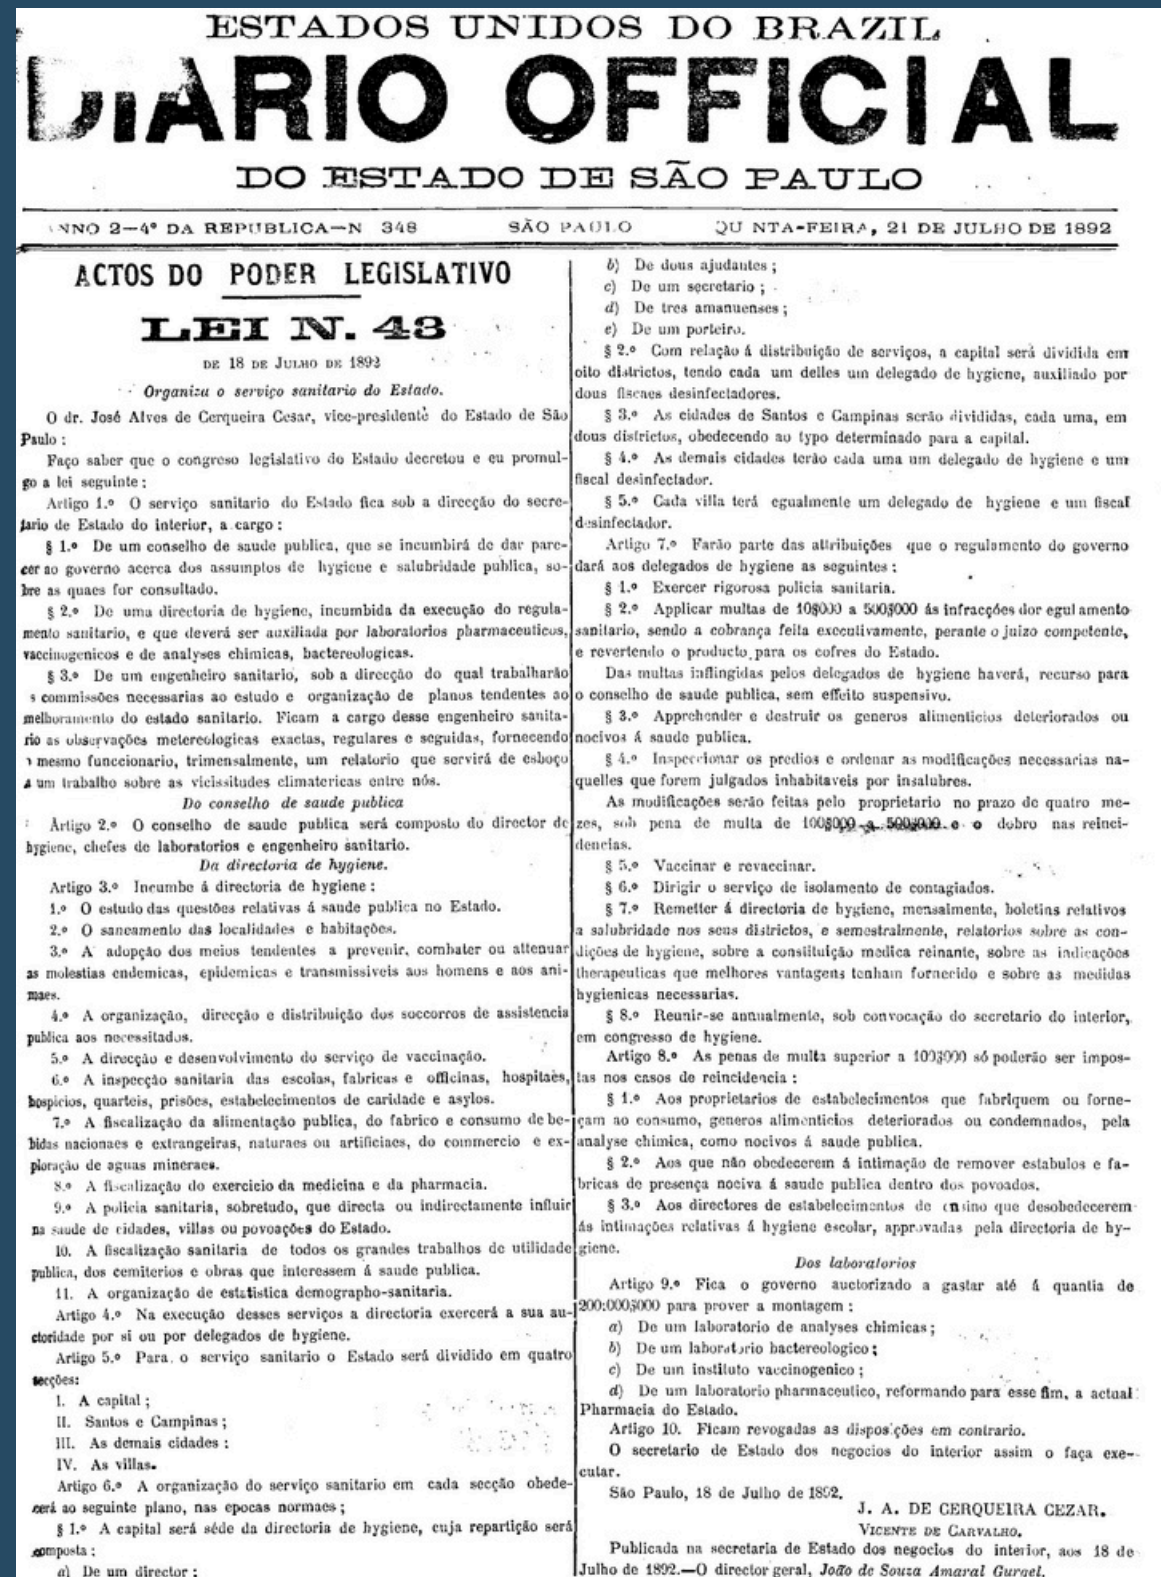 ESTADOS UNIDOS DO BRAZIL
DIARIO OFFICIAL
DO ESTADO DE SÃO PAULO
ANNO 2—4º DA REPUBLICA—N 348 SÃO PAULO QU NTA-FEIRA, 21 DE JULHO DE 1892
ACTOS DO PODER LEGISLATIVO
LEI N. 43
DE 18 DE JULHO DE 1892
Organiza o serviço sanitario do Estado.
O dr. José Alves de Cerqueira Cesar, vice-presidente do Estado de São
Paulo :
Faço saber que o congreso legislativo do Estado decretou e eu promul-
go a lei seguinte :
Artigo 1.º O serviço sanitario do Estado fica sob a direcção do secre-
tario de Estado do interior, a cargo :
§ 1.º De um conselho de saude publica, que se incumbirá de dar pare-
cer ao governo acerca dos assumptos de hygiene e salubridade publica, so-
bre as quaes for consultado.
§ 2.º De uma directoria de hygiene, incumbida da execução do regula-
mento sanitario, e que deverá ser auxiliada por laboratorios pharmaceuticos,
vaccinogenicos e de analyses chimicas, bactereologicas.
§ 3.º De um engenheiro sanitario, sob a direcção do qual trabalharão
s commissões necessarias ao estudo e organização de planos tendentes ao
melhoramento do estado sanitario. Ficam a cargo desse engenheiro sanita-
rio as observações metereologicas exactas, regulares e seguidas, fornecendo
o mesmo funccionario, trimensalmente, um relatorio que servirá de esboço
a um trabalho sobre as vicissitudes climatericas entre nós.
Do conselho de saude publica
Artigo 2.º O conselho de saude publica será composto do director de
hygiene, chefes de laboratorios e engenheiro sanitario.
Da directoria de hygiene.
Artigo 3.º Incumbe á directoria de hygiene :
1.º O estudo das questões relativas á saude publica no Estado.
2.º O saneamento das localidades e habitações.
3.º A adopção dos meios tendentes a prevenir, combater ou attenuar
as molestias endemicas, epidemicas e transmissiveis aos homens e aos ani-
maes.
4.º A organização, direcção e distribuição dos soccorros de assistencia
publica aos necessitados.
5.º A direcção e desenvolvimento do serviço de vaccinação.
6.º A inspecção sanitaria das escolas, fabricas e officinas, hospitaes,
hospicios, quarteis, prisões, estabelecimentos de caridade e asylos.
7.º A fiscalização da alimentação publica, do fabrico e consumo de be-
bidas nacionaes e extrangeiras, naturaes ou artificiaes, do commercio e ex-
ploração de aguas mineraes.
8.º A fiscalização do exercicio da medicina e da pharmacia.
9.º A policia sanitaria, sobretudo, que directa ou indirectamente influir
na saude de cidades, villas ou povoações do Estado.
10. A fiscalização sanitaria de todos os grandes trabalhos de utilidade
publica, dos cemiterios e obras que interessem á saude publica.
11. A organização de estatistica demographo-sanitaria.
Artigo 4.º Na execução desses serviços a directoria exercerá a sua au-
ctoridade por si ou por delegados de hygiene.
Artigo 5.º Para o serviço sanitario o Estado será dividido em quatro
secções:
I. A capital ;
II. Santos e Campinas ;
III. As demais cidades :
IV. As villas.
Artigo 6.º A organização do serviço sanitario em cada secção obede-
cerá ao seguinte plano, nas epocas normaes ;
§ 1.º A capital será séde da directoria de hygiene, cuja repartição será
composta :
a) De um director ;
b) De dous ajudantes ;
c) De um secretario ;
d) De tres amanuenses ;
e) De um porteiro.
§ 2.º Com relação á distribuição de serviços, a capital será dividida em
oito districtos, tendo cada um delles um delegado de hygiene, auxiliado por
dous fiscaes desinfectadores.
§ 3.º As cidades de Santos e Campinas serão divididas, cada uma, em
dous districtos, obedecendo ao typo determinado para a capital.
§ 4.º As demais cidades terão cada uma um delegado de hygiene e um
fiscal desinfectador.
§ 5.º Cada villa terá egualmente um delegado de hygiene e um fiscal
desinfectador.
Artigo 7.º Farão parte das attribuições que o regulamento do governo
dará aos delegados de hygiene as seguintes :
§ 1.º Exercer rigorosa policia sanitaria.
§ 2.º Applicar multas de 10$000 a 500$000 ás infracções dor egul amento
sanitario, sendo a cobrança feita executivamente, perante o juizo competente,
e revertendo o producto para os cofres do Estado.
Das multas inflingidas pelos delegados de hygiene haverá, recurso para
o conselho de saude publica, sem effeito suspensivo.
§ 3.º Apprehender e destruir os generos alimenticios deteriorados ou
nocivos á saude publica.
§ 4.º Inspeccionar os predios e ordenar as modificações necessarias na-
quelles que forem julgados inhabitaveis por insalubres.
As modificações serão feitas pelo proprietario no prazo de quatro me-
zes, sob pena de multa de 100$000 a 500$000 e o dobro nas reinci-
dencias.
§ 5.º Vaccinar e revaccinar.
§ 6.º Dirigir o serviço de isolamento de contagiados.
§ 7.º Remetter á directoria de hygiene, mensalmente, boletins relativos
a salubridade nos seus districtos, e semestralmente, relatorios sobre as con-
dições de hygiene, sobre a constituição medica reinante, sobre as indicações
therapeuticas que melhores vantagens tenham fornecido e sobre as medidas
hygienicas necessarias.
§ 8.º Reunir-se annualmente, sob convocação do secretario do interior,
em congresso de hygiene.
Artigo 8.º As penas de multa superior a 100$000 só poderão ser impos-
tas nos casos de reincidencia :
§ 1.º Aos proprietarios de estabelecimentos que fabriquem ou forne-
çam ao consumo, generos alimenticios deteriorados ou condemnados, pela
analyse chimica, como nocivos á saude publica.
§ 2.º Aos que não obedecerem á intimação de remover estabulos e fa-
bricas de presença nociva á saude publica dentro dos povoados.
§ 3.º Aos directores de estabelecimentos de ensino que desobedecerem
ás intimações relativas á hygiene escolar, approvadas pela directoria de hy-
giene.
Dos laboratorios
Artigo 9.º Fica o governo auctorizado a gastar até á quantia de
200:000$000 para prover a montagem :
a) De um laboratorio de analyses chimicas ;
b) De um laboratorio bactereologico ;
c) De um instituto vaccinogenico ;
d) De um laboratorio pharmaceutico, reformando para esse fim, a actual
Pharmacia do Estado.
Artigo 10. Ficam revogadas as disposições em contrario.
O secretario de Estado dos negocios do interior assim o faça exe-
cutar.
São Paulo, 18 de Julho de 1892.
J. A. DE CERQUEIRA CEZAR.
VICENTE DE CARVALHO.
Publicada na secretaria de Estado dos negocios do interior, aos 18 de
Julho de 1892.—O director geral, João de Souza Amaral Gurgel.